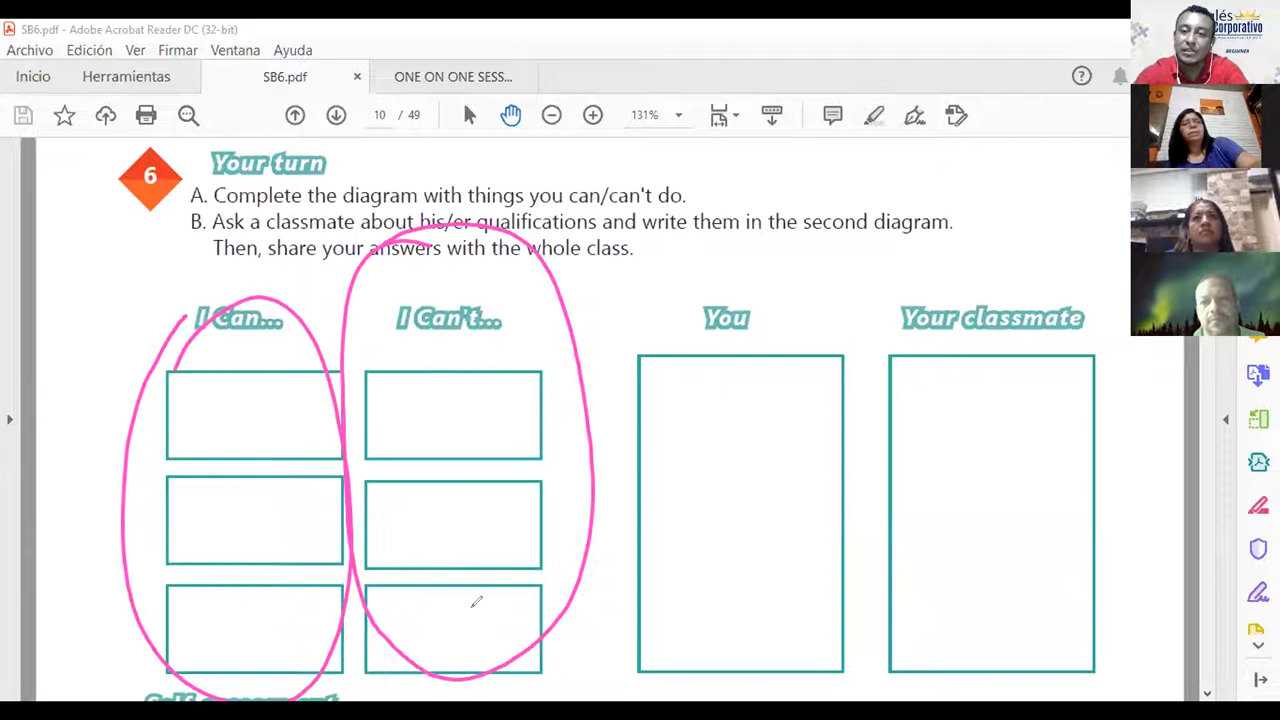 SB6.pdf - Adobe Acrobat Reader DC (32-bit)
Archivo Edición Ver Firmar Ventana Ayuda
Inicio Herramientas SB6.pdf × ONE ON ONE SESS...
10 / 49 131%
6 Your turn
A. Complete the diagram with things you can/can't do.
B. Ask a classmate about his/er qualifications and write them in the second diagram.
Then, share your answers with the whole class.
I Can... I Can't... You Your classmate
lés
Corporativo
BEGINNER